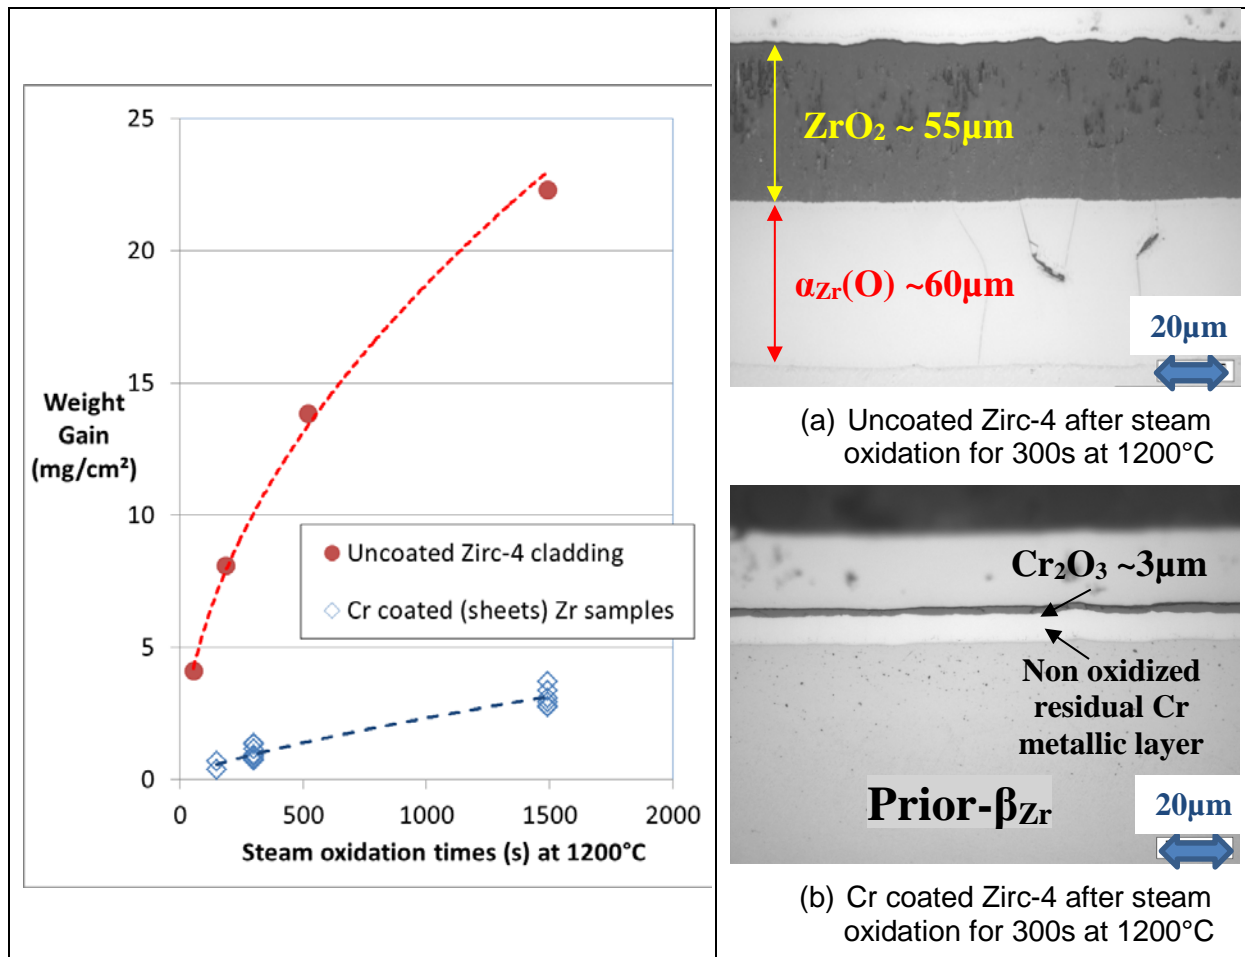 25
20
15
10
5
0
Weight
Gain
(mg/cm²)
Uncoated Zirc-4 cladding
Cr coated (sheets) Zr samples
0 500 1000 1500 2000
Steam oxidation times (s) at 1200°C
ZrO₂ ~ 55µm
αZr(O) ~60µm
20µm
(a) Uncoated Zirc-4 after steam
oxidation for 300s at 1200°C
Cr₂O₃ ~3µm
Non oxidized
residual Cr
metallic layer
Prior-βZr
20µm
(b) Cr coated Zirc-4 after steam
oxidation for 300s at 1200°C